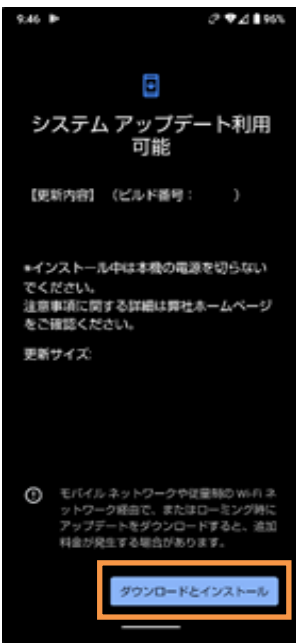 9:46 96%
システム アップデート利用
可能
【更新内容】（ビルド番号： ）
*インストール中は本機の電源を切らない
でください。
注意事項に関する詳細は弊社ホームページ
をご確認ください。
更新サイズ:
モバイル ネットワークや従量制の Wi-Fi ネ
ットワーク経由で、またはローミング時に
アップデートをダウンロードすると、追加
料金が発生する場合があります。
ダウンロードとインストール